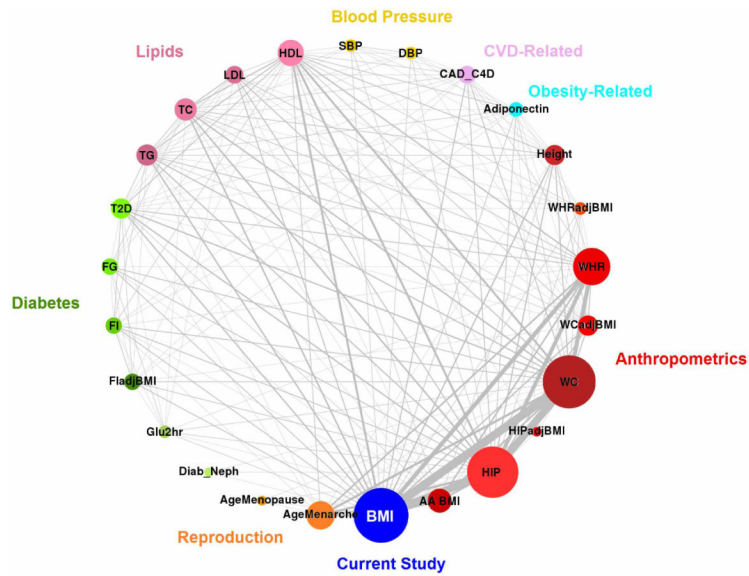 Blood Pressure
SBP
DBP
HDL
Lipids
CVD-Related
LDL
CAD_C4D
Obesity-Related
TC
Adiponectin
TG
Height
T2D
WHRadjBMI
FG
WHR
Diabetes
FI
WCadjBMI
Anthropometrics
FIadjBMI
WC
Glu2hr
HIPadjBMI
Diab_Neph
HIP
AgeMenopause
AA BMI
AgeMenarche
BMI
Reproduction
Current Study